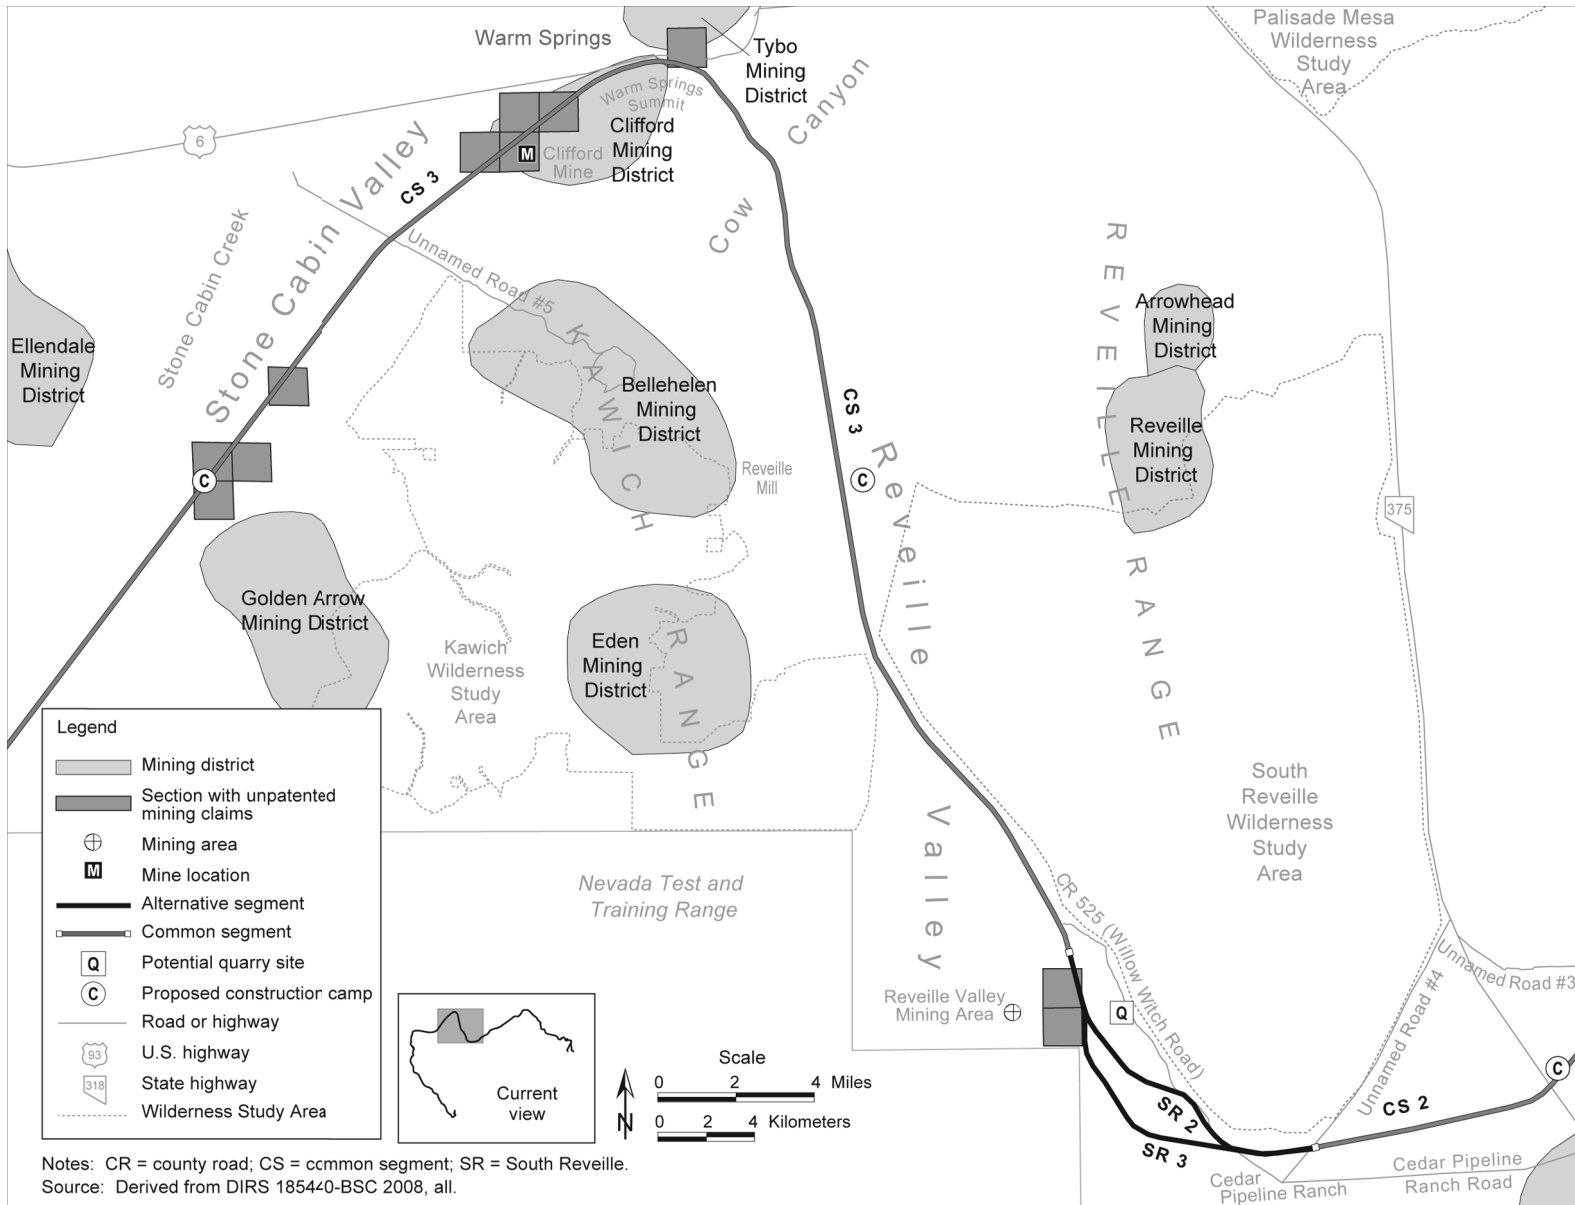 Warm Springs
Tybo
Mining
District
Palisade Mesa
Wilderness
Study
Area
6
Warm Springs
Summit
Clifford
Mining
District
M
Clifford
Mine
Cow Canyon
CS 3
Stone Cabin Valley
Stone Cabin Creek
Unnamed Road #5
Ellendale
Mining
District
KAWICH RANGE
Bellehelen
Mining
District
Reveille
Mill
CS 3
C
C
Reveille Valley
REVEILLE RANGE
Arrowhead
Mining
District
Reveille
Mining
District
375
Golden Arrow
Mining District
Kawich
Wilderness
Study
Area
Eden
Mining
District
South
Reveille
Wilderness
Study
Area
Nevada Test and
Training Range
CR 525 (Willow Witch Road)
Reveille Valley
Mining Area
Q
Unnamed Road #3
Unnamed Road #4
C
SR 2
SR 3
CS 2
Cedar
Pipeline Ranch
Cedar Pipeline
Ranch Road
Legend
Mining district
Section with unpatented
mining claims
Mining area
M Mine location
Alternative segment
Common segment
Q Potential quarry site
C Proposed construction camp
Road or highway
93 U.S. highway
318 State highway
Wilderness Study Area
Current
view
N
Scale
0 2 4 Miles
0 2 4 Kilometers
Notes: CR = county road; CS = common segment; SR = South Reveille.
Source: Derived from DIRS 185440-BSC 2008, all.